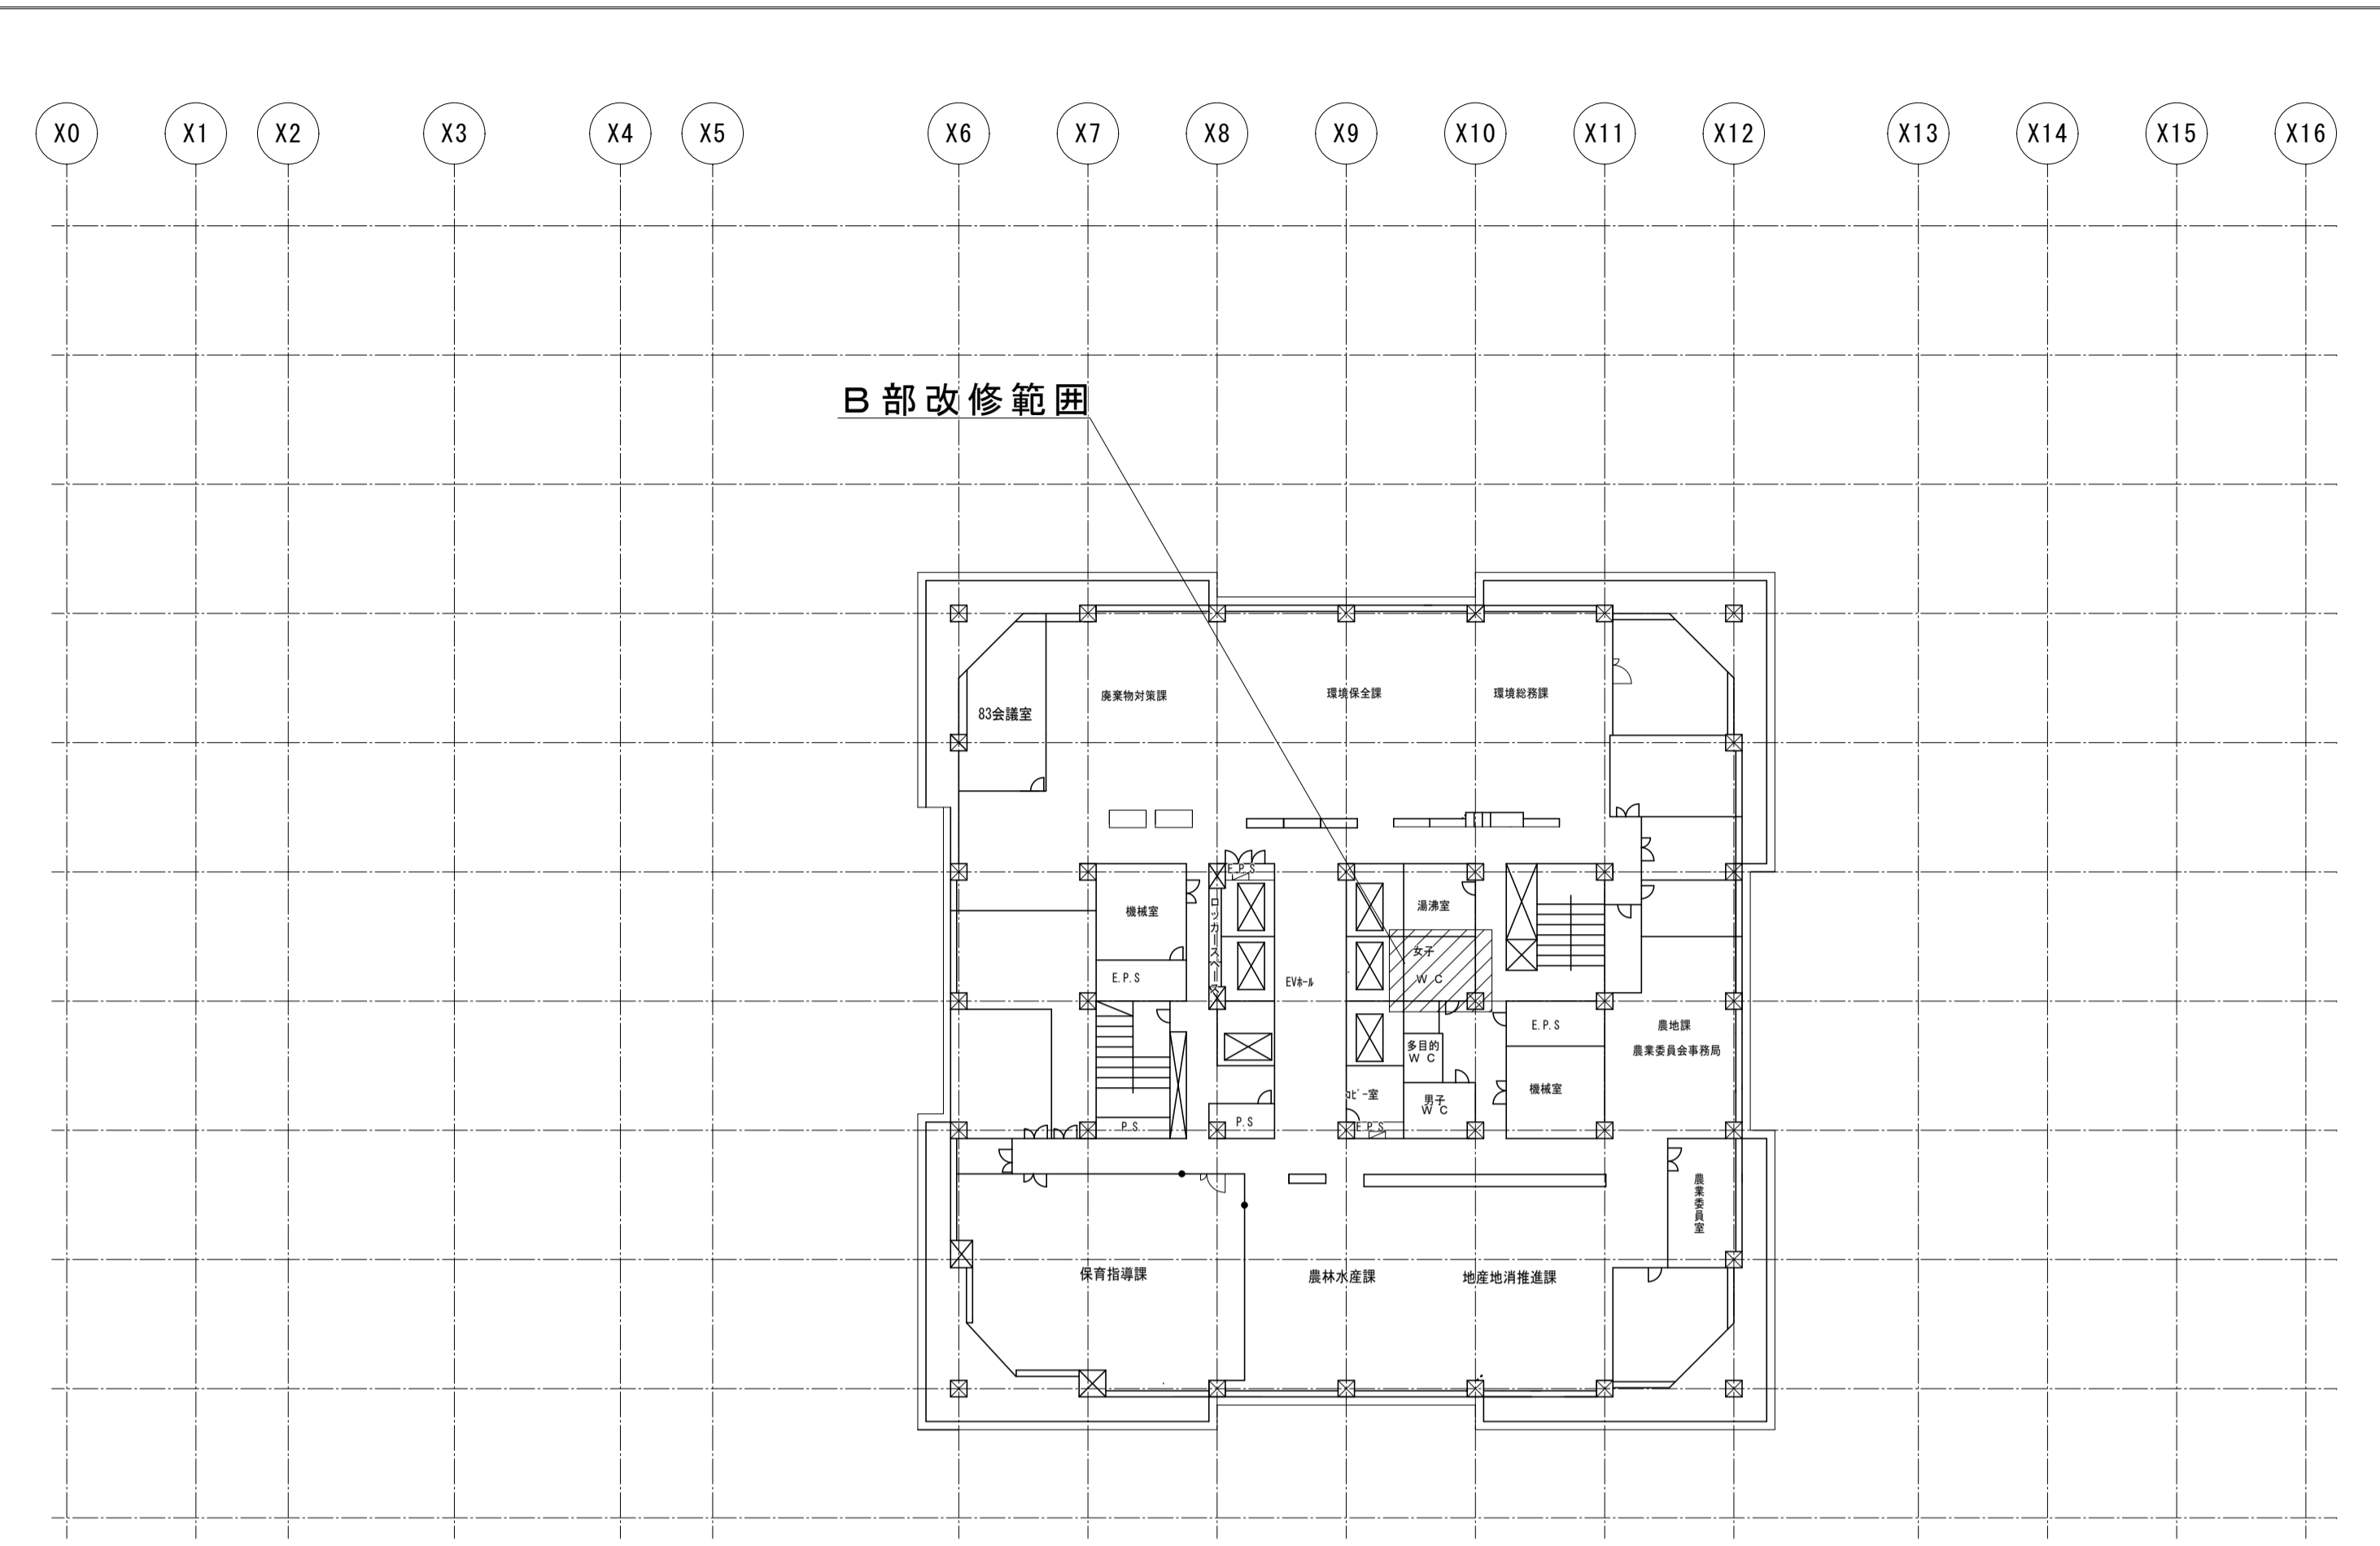 X0 X1 X2 X3 X4 X5 X6 X7 X8 X9 X10 X11 X12 X13 X14 X15 X16
B部改修範囲
廃棄物対策課
環境保全課
環境総務課
83会議室
E.P.S
機械室
ロッカースペース
湯沸室
女子
W C
E.P.S
EVホール
E.P.S
農地課
農業委員会事務局
多目的
W C
機械室
コピー室
男子
W C
P.S
P.S
E.P.S
農業委員室
保育指導課
農林水産課
地産地消推進課